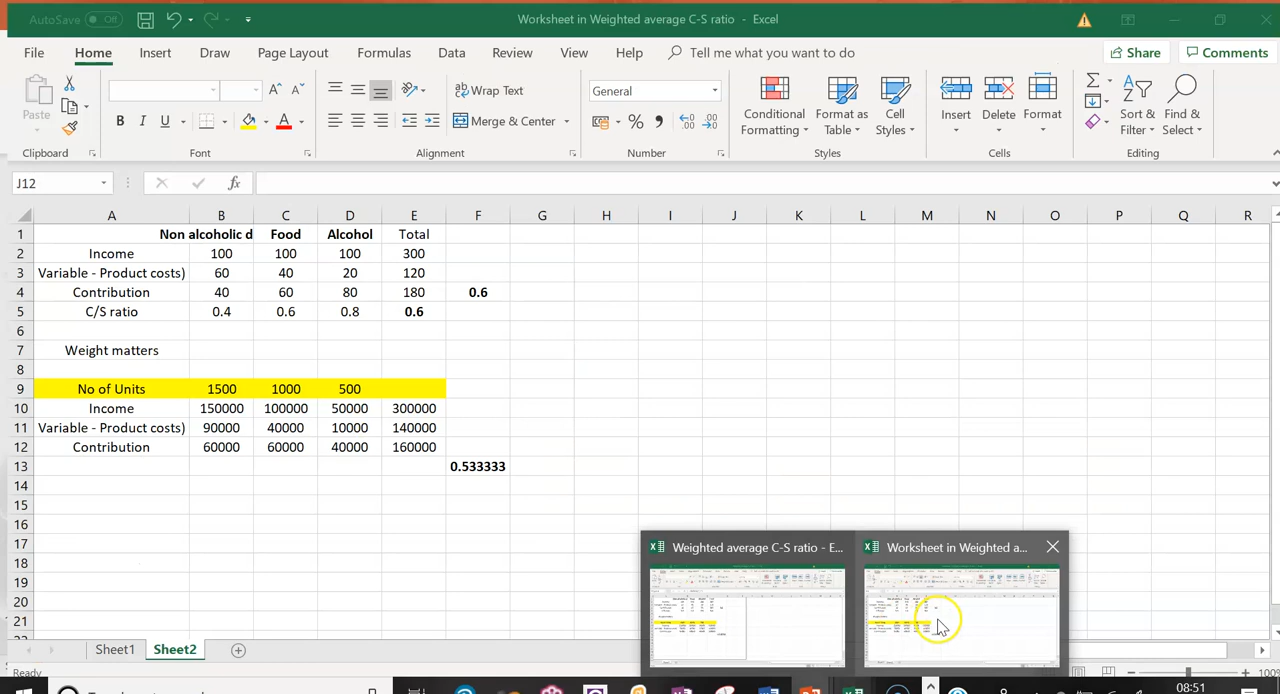 AutoSave Off Worksheet in Weighted average C-S ratio - Excel
File Home Insert Draw Page Layout Formulas Data Review View Help Tell me what you want to do Share Comments
Paste
B I U
Wrap Text
Merge & Center
General
Conditional Formatting
Format as Table
Cell Styles
Insert Delete Format
Sort & Filter
Find & Select
Clipboard Font Alignment Number Styles Cells Editing
J12 fx
A B C D E F G H I J K L M N O P Q R
1 Non alcoholic d Food Alcohol Total
2 Income 100 100 100 300
3 Variable - Product costs) 60 40 20 120
4 Contribution 40 60 80 180 0.6
5 C/S ratio 0.4 0.6 0.8 0.6
6
7 Weight matters
8
9 No of Units 1500 1000 500
10 Income 150000 100000 50000 300000
11 Variable - Product costs) 90000 40000 10000 140000
12 Contribution 60000 60000 40000 160000
13 0.533333
14
15
16
17
18
19
20
21
Weighted average C-S ratio - E...
Worksheet in Weighted a...
Sheet1 Sheet2
Ready
08:51